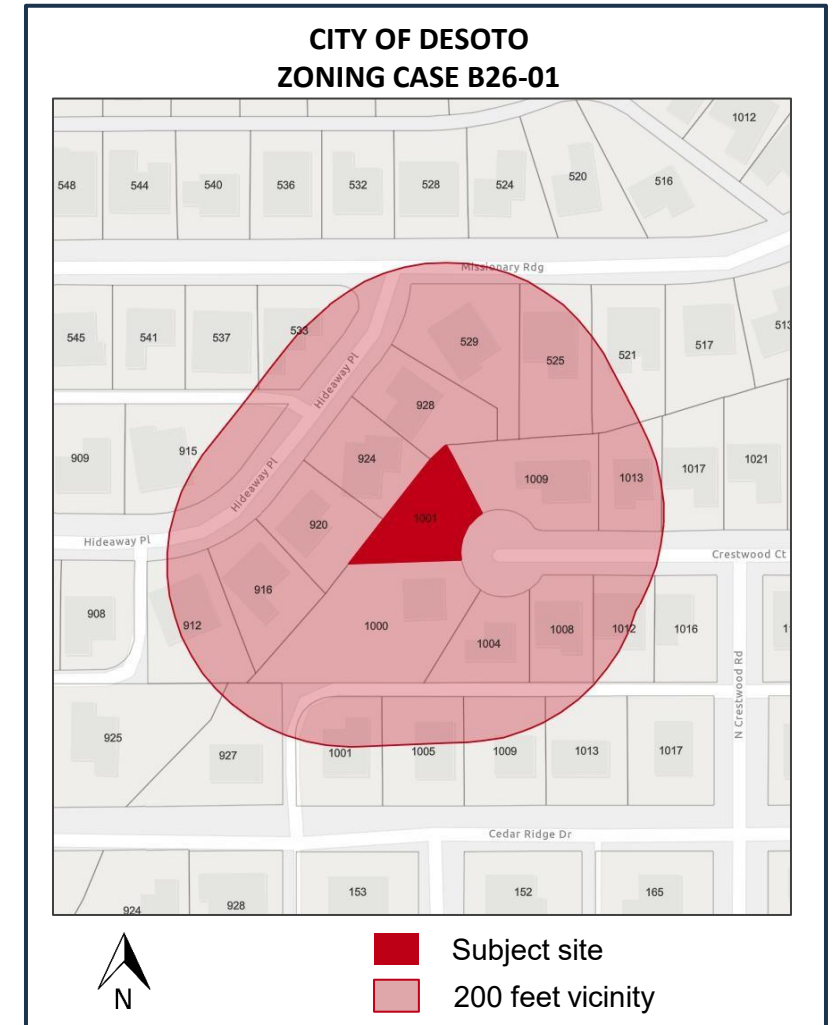 CITY OF DESOTO
ZONING CASE B26-01
1012
548 544 540 536 532 528 524 520 516
Missionary Rdg
545 541 537 533 529 525 521 517 513
Hideaway Pl
928
909 915 924 1009 1013 1017 1021
Hideaway Pl
920 1001
Hideaway Pl Crestwood Ct
908 912 916 1000 1004 1008 1012 1016
N Crestwood Rd
925 927 1001 1005 1009 1013 1017
Cedar Ridge Dr
924 928 153 152 165
N
Subject site
200 feet vicinity